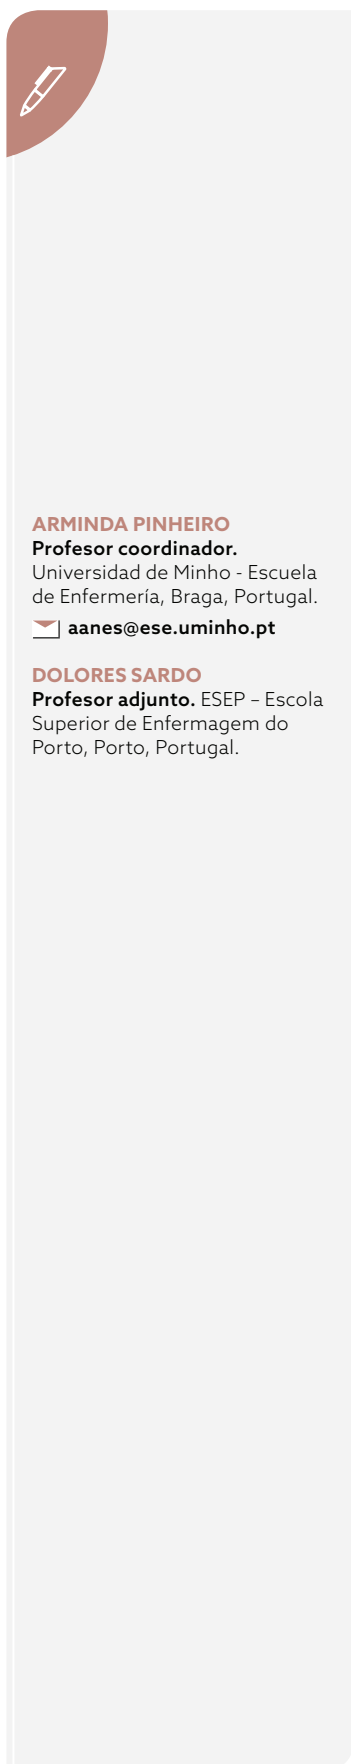 ARMINDA PINHEIRO
Profesor coordinador.
Universidad de Minho - Escuela
de Enfermería, Braga, Portugal.
aanes@ese.uminho.pt
DOLORES SARDO
Profesor adjunto. ESEP – Escola
Superior de Enfermagem do
Porto, Porto, Portugal.